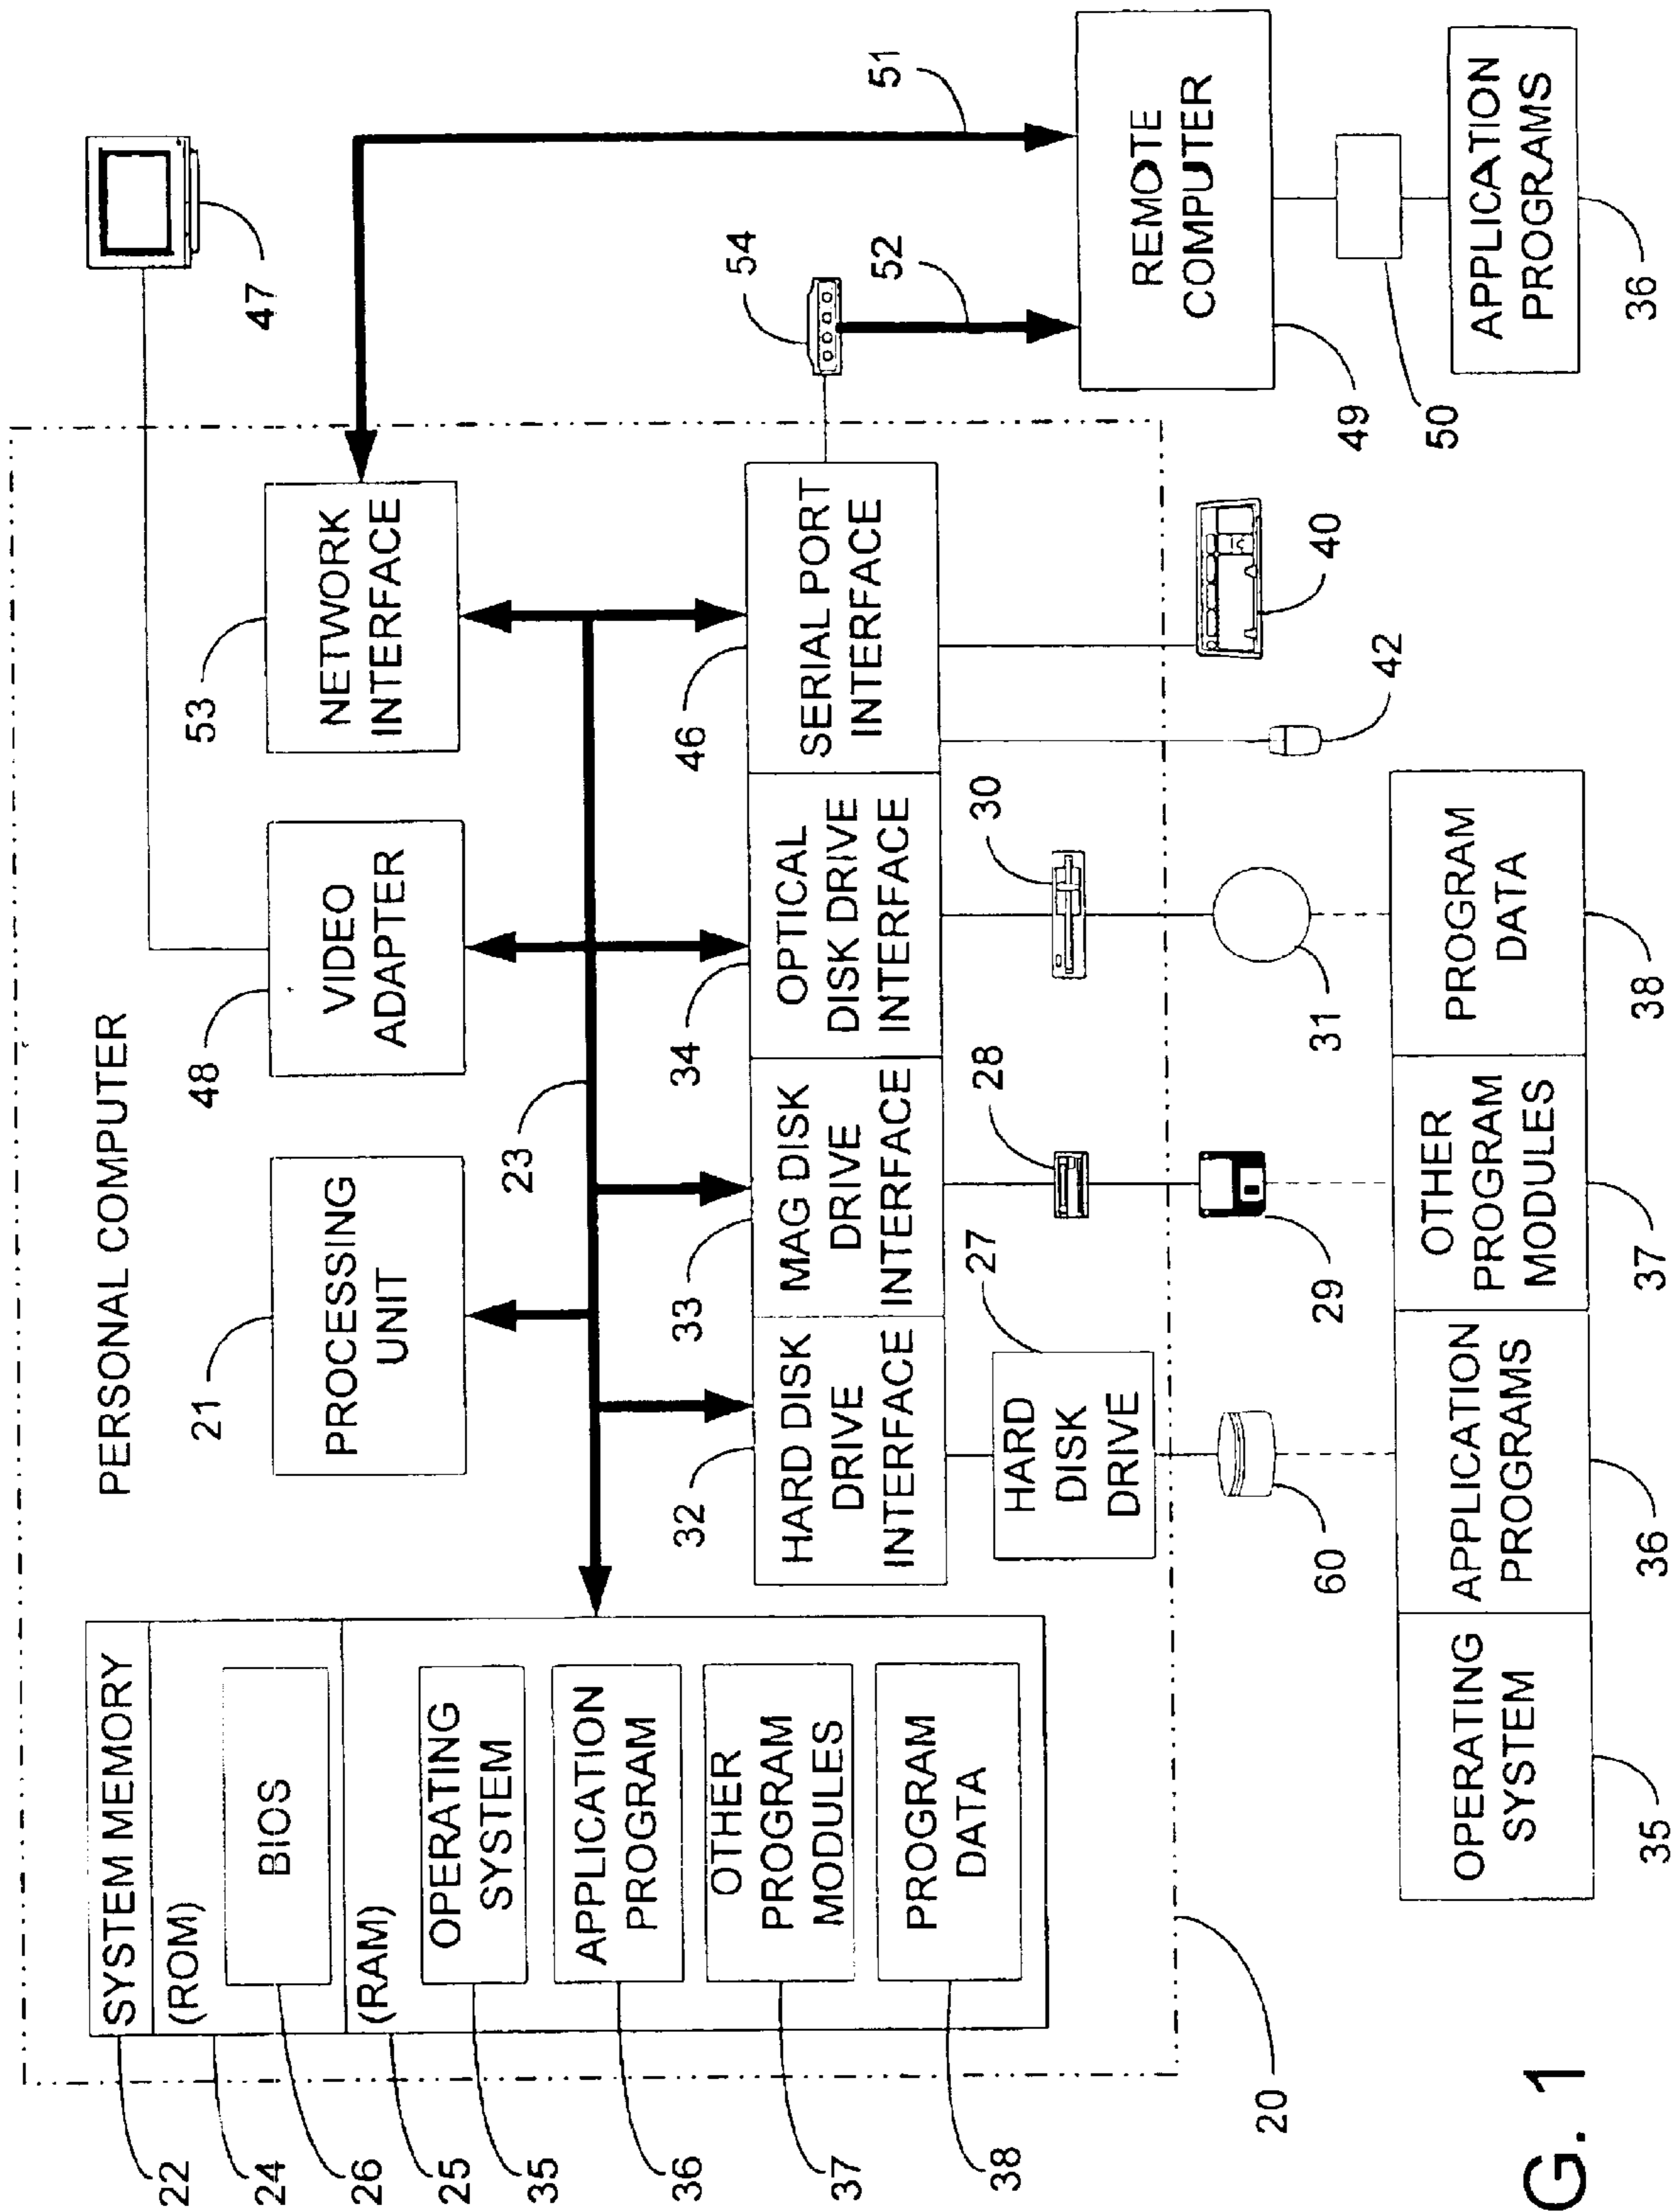 PERSONAL COMPUTER
22
SYSTEM MEMORY
24
(ROM)
26
BIOS
25
(RAM)
35
OPERATING
SYSTEM
36
APPLICATION
PROGRAM
37
OTHER
PROGRAM
MODULES
38
PROGRAM
DATA
20
21
PROCESSING
UNIT
48
VIDEO
ADAPTER
53
NETWORK
INTERFACE
47
23
32
HARD DISK
DRIVE
INTERFACE
33
MAG DISK
DRIVE
INTERFACE
34
OPTICAL
DISK DRIVE
INTERFACE
46
SERIAL PORT
INTERFACE
54
52
51
27
HARD
DISK
DRIVE
28
30
60
29
31
42
40
REMOTE
COMPUTER
49
50
APPLICATION
PROGRAMS
36
OPERATING
SYSTEM
35
APPLICATION
PROGRAMS
36
OTHER
PROGRAM
MODULES
37
PROGRAM
DATA
38
G. 1